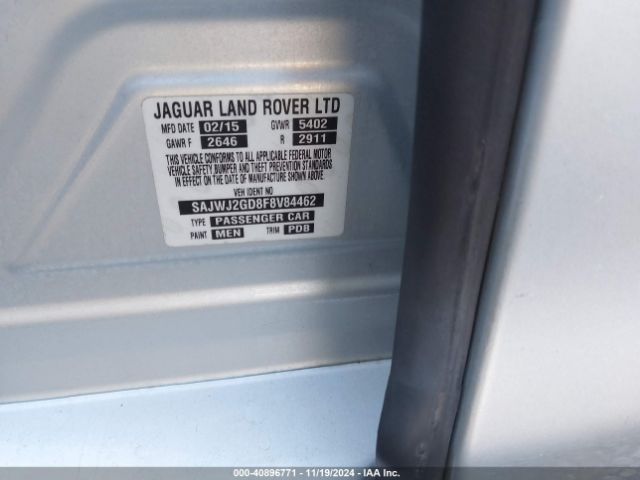 JAGUAR LAND ROVER LTD
MFD DATE 02/15 GVWR 5402
GAWR F 2646 R 2911
THIS VEHICLE CONFORMS TO ALL APPLICABLE FEDERAL MOTOR
VEHICLE SAFETY BUMPER AND THEFT PREVENTION STANDARDS
IN EFFECT ON THE DATE OF MANUFACTURE SHOWN ABOVE
VEH IDENT NO
SAJWJ2GD8F8V84462
TYPE PASSENGER CAR
PAINT MEN TRIM PDB
000-40896771 - 11/19/2024 - IAA Inc.